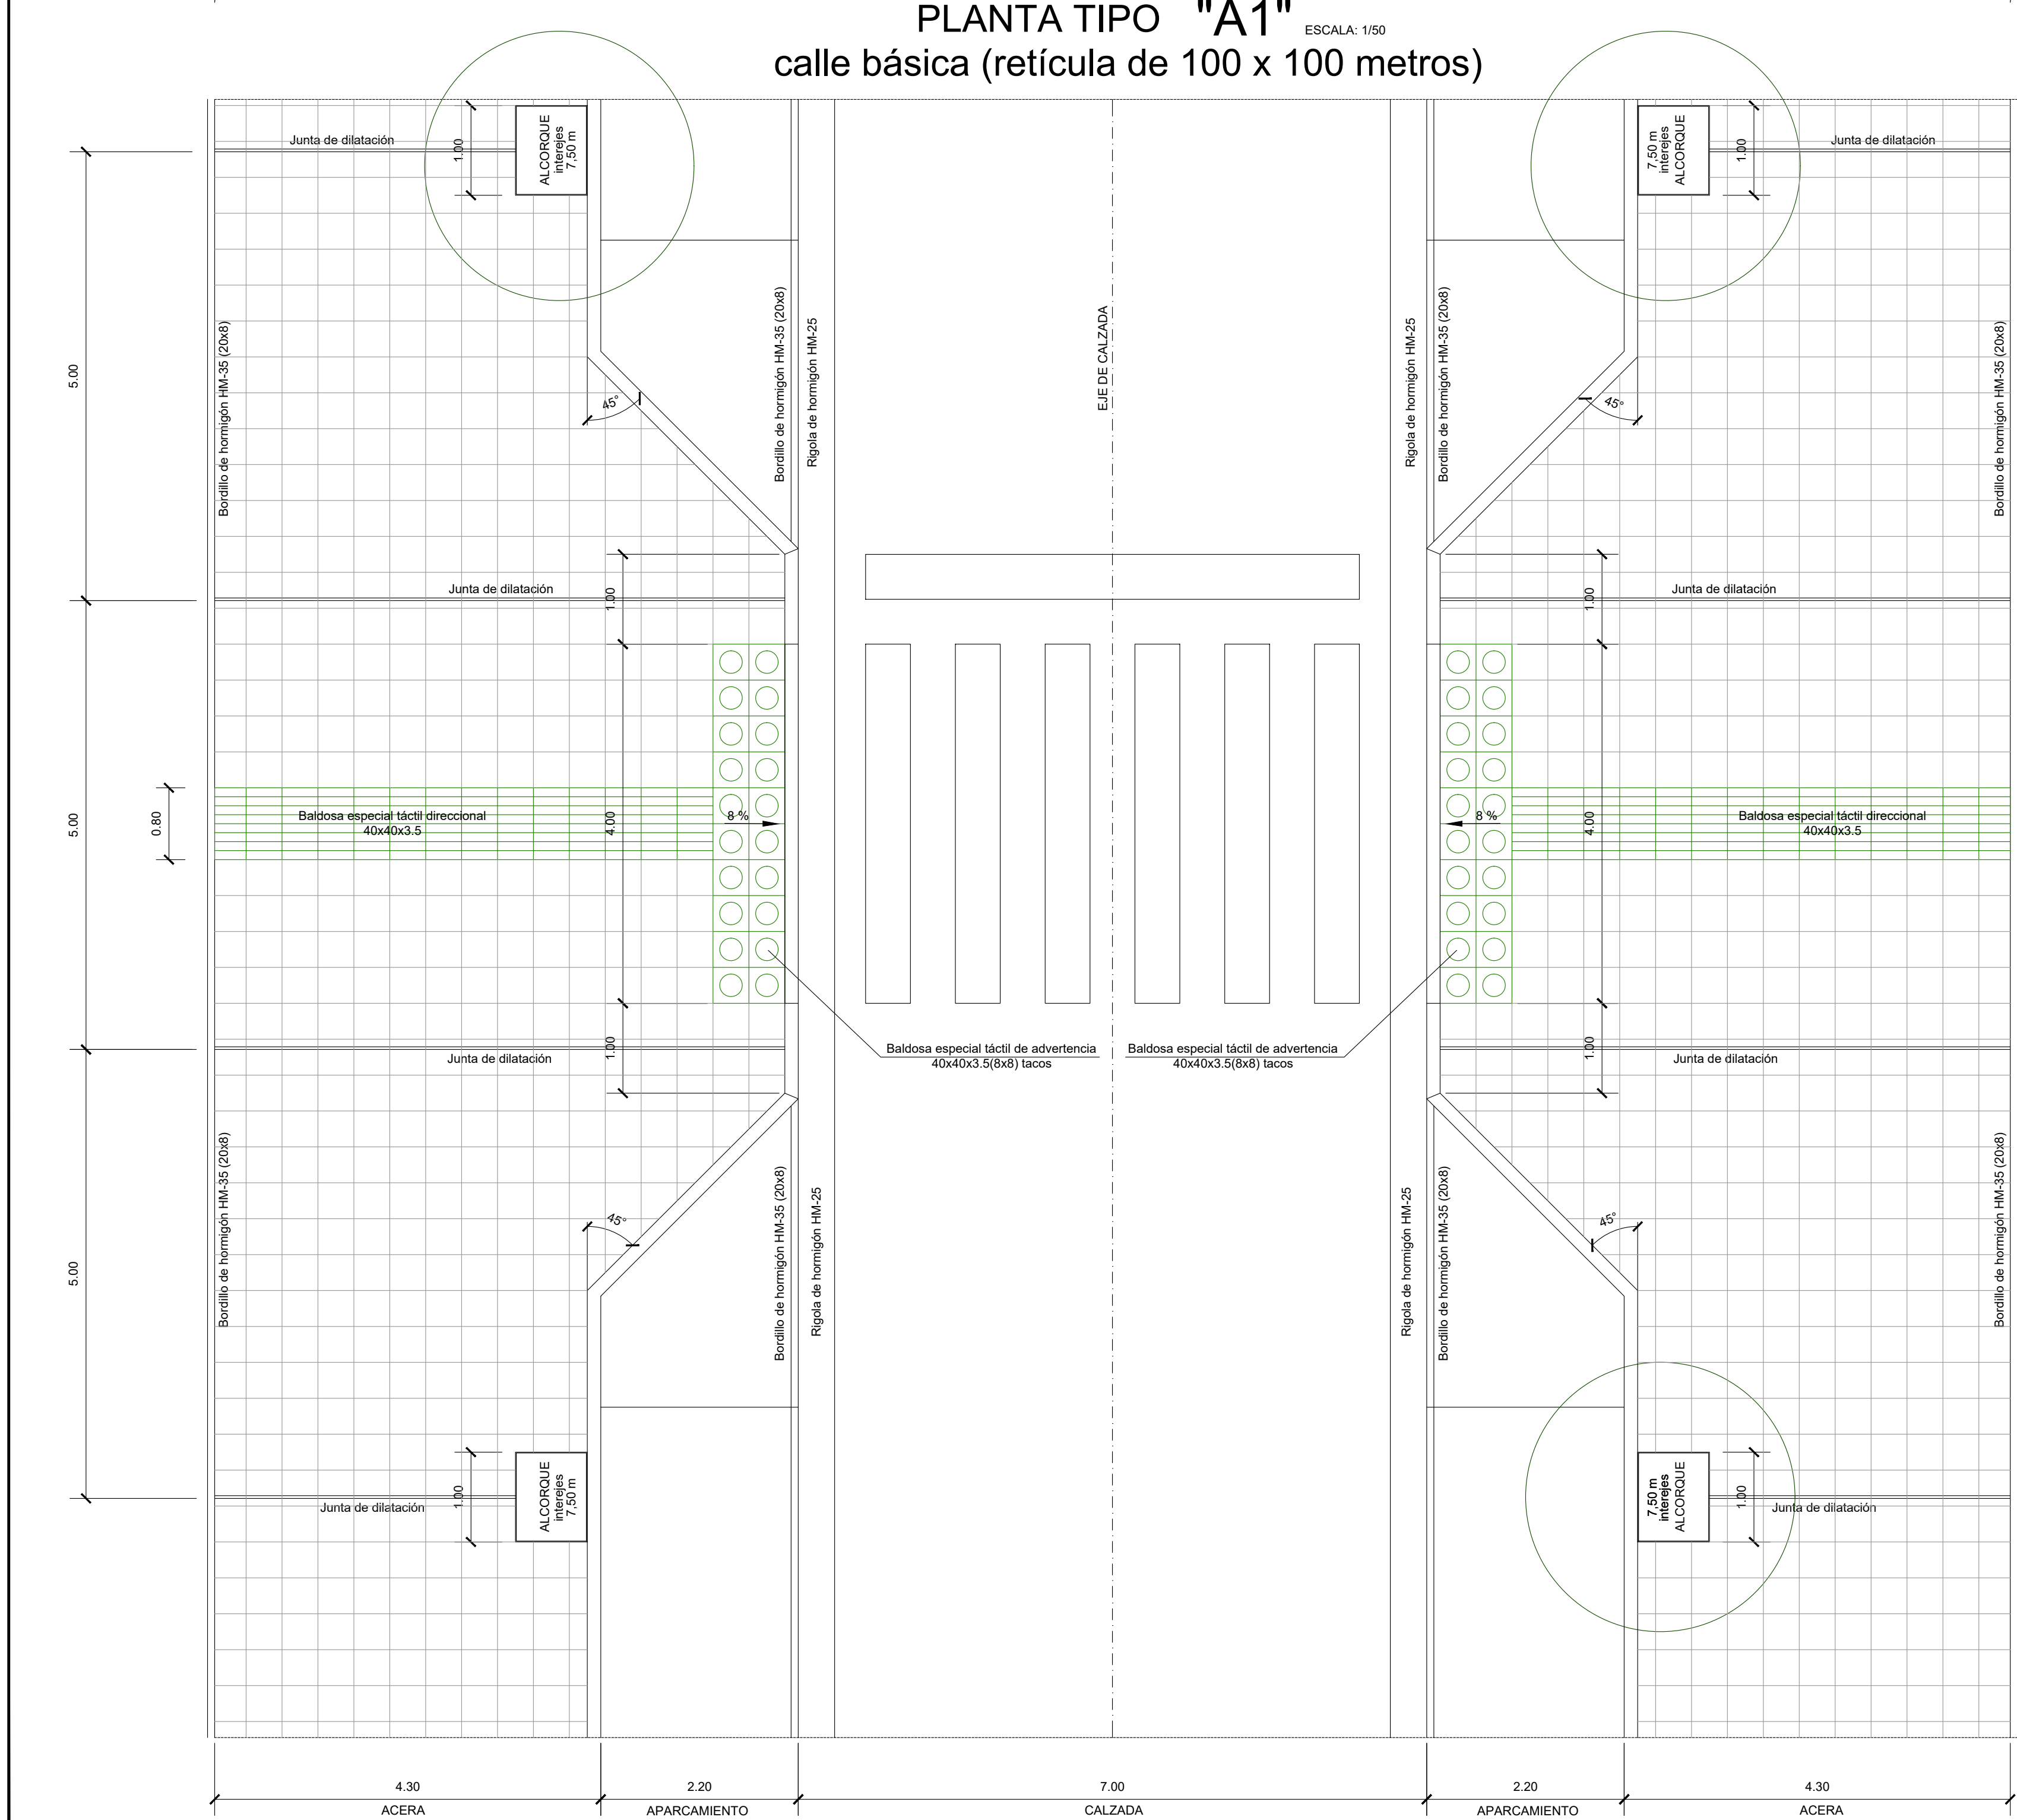 PLANTA TIPO "A1" ESCALA: 1/50
calle básica (retícula de 100 x 100 metros)
Junta de dilatación
1.00
ALCORQUE
interejes
7,50 m
7,50 m
interejes
ALCORQUE
1.00
Junta de dilatación
5.00
Bordillo de hormigón HM-35 (20x8)
45°
Bordillo de hormigón HM-35 (20x8)
Rigola de hormigón HM-25
EJE DE CALZADA
Rigola de hormigón HM-25
Bordillo de hormigón HM-35 (20x8)
45°
Bordillo de hormigón HM-35 (20x8)
Junta de dilatación
1.00
1.00
Junta de dilatación
5.00
0.80
Baldosa especial táctil direccional
40x40x3.5
4.00
8 %
8 %
4.00
Baldosa especial táctil direccional
40x40x3.5
Junta de dilatación
1.00
Baldosa especial táctil de advertencia
40x40x3.5(8x8) tacos
Baldosa especial táctil de advertencia
40x40x3.5(8x8) tacos
1.00
Junta de dilatación
5.00
Bordillo de hormigón HM-35 (20x8)
45°
Bordillo de hormigón HM-35 (20x8)
Rigola de hormigón HM-25
Rigola de hormigón HM-25
Bordillo de hormigón HM-35 (20x8)
45°
Bordillo de hormigón HM-35 (20x8)
Junta de dilatación
1.00
ALCORQUE
interejes
7,50 m
7,50 m
interejes
ALCORQUE
1.00
Junta de dilatación
4.30
2.20
7.00
2.20
4.30
ACERA
APARCAMIENTO
CALZADA
APARCAMIENTO
ACERA